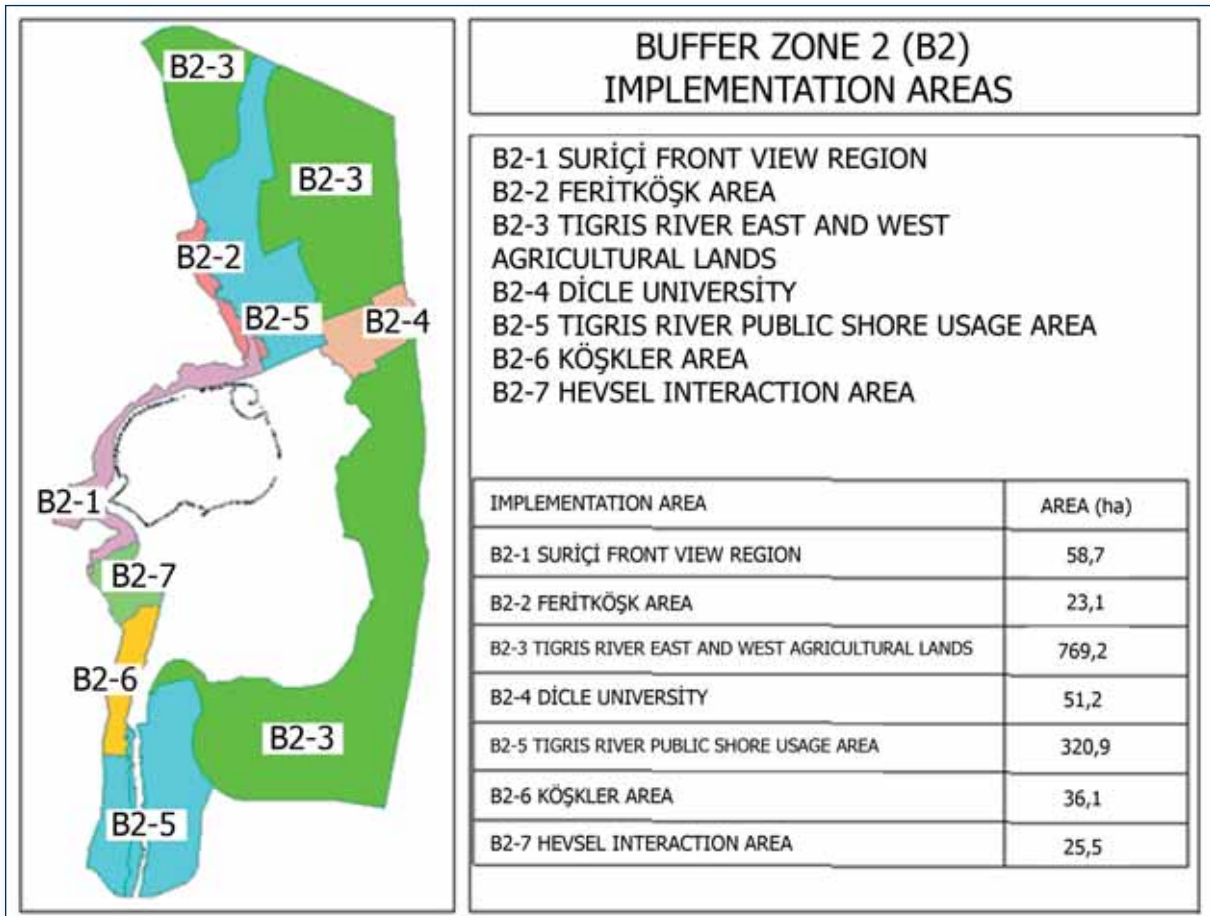 B2-3
B2-3
B2-2
B2-5
B2-4
B2-1
B2-7
B2-6
B2-3
B2-5
BUFFER ZONE 2 (B2)
IMPLEMENTATION AREAS
B2-1 SURİÇİ FRONT VIEW REGION
B2-2 FERİTKÖŞK AREA
B2-3 TIGRIS RIVER EAST AND WEST
AGRICULTURAL LANDS
B2-4 DİCLE UNIVERSİTY
B2-5 TIGRIS RIVER PUBLIC SHORE USAGE AREA
B2-6 KÖŞKLER AREA
B2-7 HEVSEL INTERACTION AREA
IMPLEMENTATION AREA AREA (ha)
B2-1 SURİÇİ FRONT VIEW REGION 58,7
B2-2 FERİTKÖŞK AREA 23,1
B2-3 TIGRIS RIVER EAST AND WEST AGRICULTURAL LANDS 769,2
B2-4 DİCLE UNIVERSİTY 51,2
B2-5 TIGRIS RIVER PUBLIC SHORE USAGE AREA 320,9
B2-6 KÖŞKLER AREA 36,1
B2-7 HEVSEL INTERACTION AREA 25,5